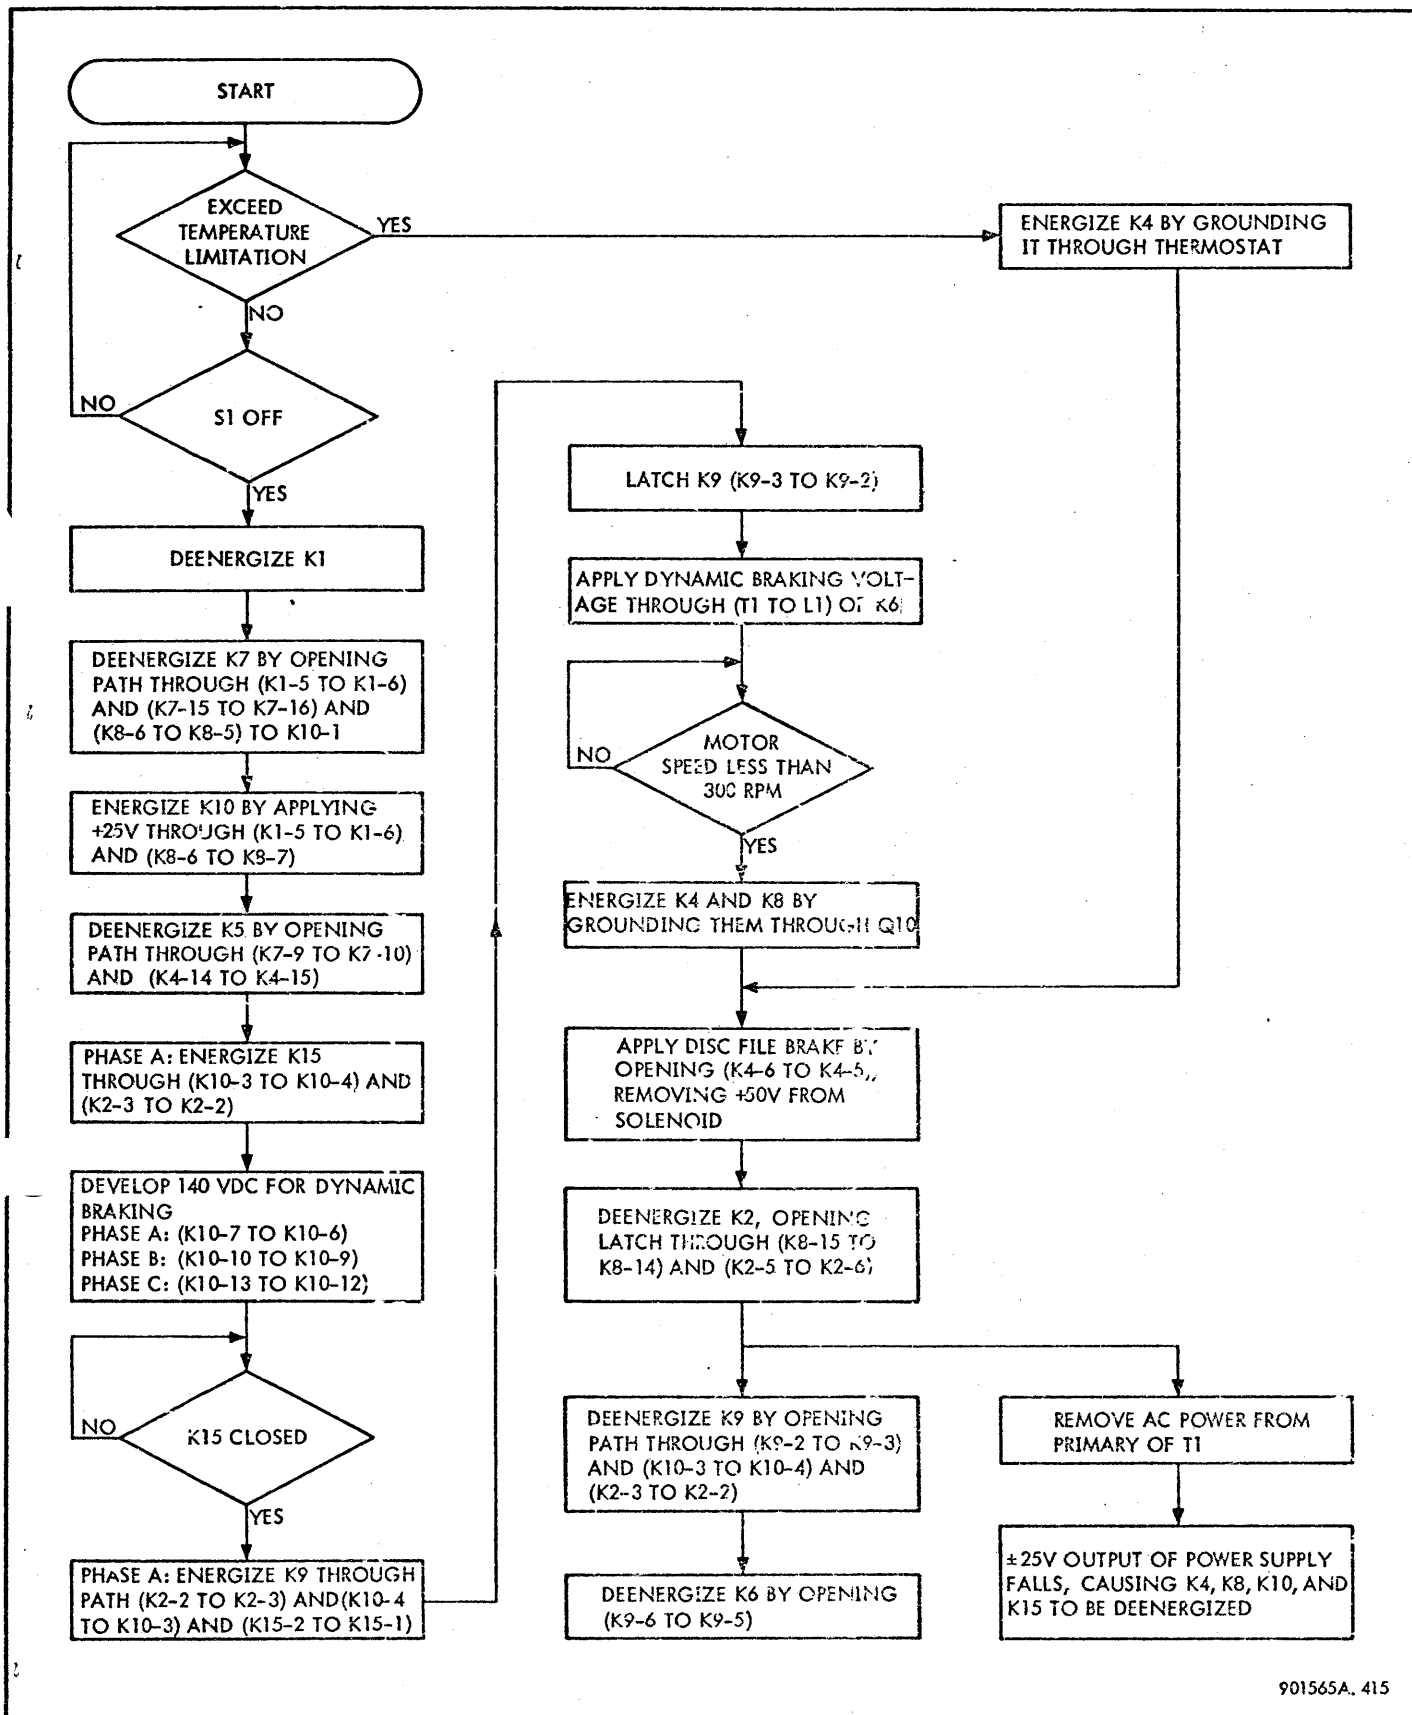 START
EXCEED
TEMPERATURE
LIMITATION
YES
NO
ENERGIZE K4 BY GROUNDING
IT THROUGH THERMOSTAT
S1 OFF
NO
YES
DEENERGIZE K1
DEENERGIZE K7 BY OPENING
PATH THROUGH (K1-5 TO K1-6)
AND (K7-15 TO K7-16) AND
(K8-6 TO K8-5) TO K10-1
ENERGIZE K10 BY APPLYING
+25V THROUGH (K1-5 TO K1-6)
AND (K8-6 TO K8-7)
DEENERGIZE K5 BY OPENING
PATH THROUGH (K7-9 TO K7-10)
AND (K4-14 TO K4-15)
PHASE A: ENERGIZE K15
THROUGH (K10-3 TO K10-4) AND
(K2-3 TO K2-2)
DEVELOP 140 VDC FOR DYNAMIC
BRAKING
PHASE A: (K10-7 TO K10-6)
PHASE B: (K10-10 TO K10-9)
PHASE C: (K10-13 TO K10-12)
NO
K15 CLOSED
YES
PHASE A: ENERGIZE K9 THROUGH
PATH (K2-2 TO K2-3) AND(K10-4
TO K10-3) AND (K15-2 TO K15-1)
LATCH K9 (K9-3 TO K9-2)
APPLY DYNAMIC BRAKING VOLT-
AGE THROUGH (T1 TO L1) OF K6
NO
MOTOR
SPEED LESS THAN
300 RPM
YES
ENERGIZE K4 AND K8 BY
GROUNDING THEM THROUGH Q10
APPLY DISC FILE BRAKE BY
OPENING (K4-6 TO K4-5),
REMOVING +50V FROM
SOLENOID
DEENERGIZE K2, OPENING
LATCH THROUGH (K8-15 TO
K8-14) AND (K2-5 TO K2-6)
DEENERGIZE K9 BY OPENING
PATH THROUGH (K9-2 TO K9-3)
AND (K10-3 TO K10-4) AND
(K2-3 TO K2-2)
DEENERGIZE K6 BY OPENING
(K9-6 TO K9-5)
REMOVE AC POWER FROM
PRIMARY OF T1
±25V OUTPUT OF POWER SUPPLY
FALLS, CAUSING K4, K8, K10, AND
K15 TO BE DEENERGIZED
901565A. 415